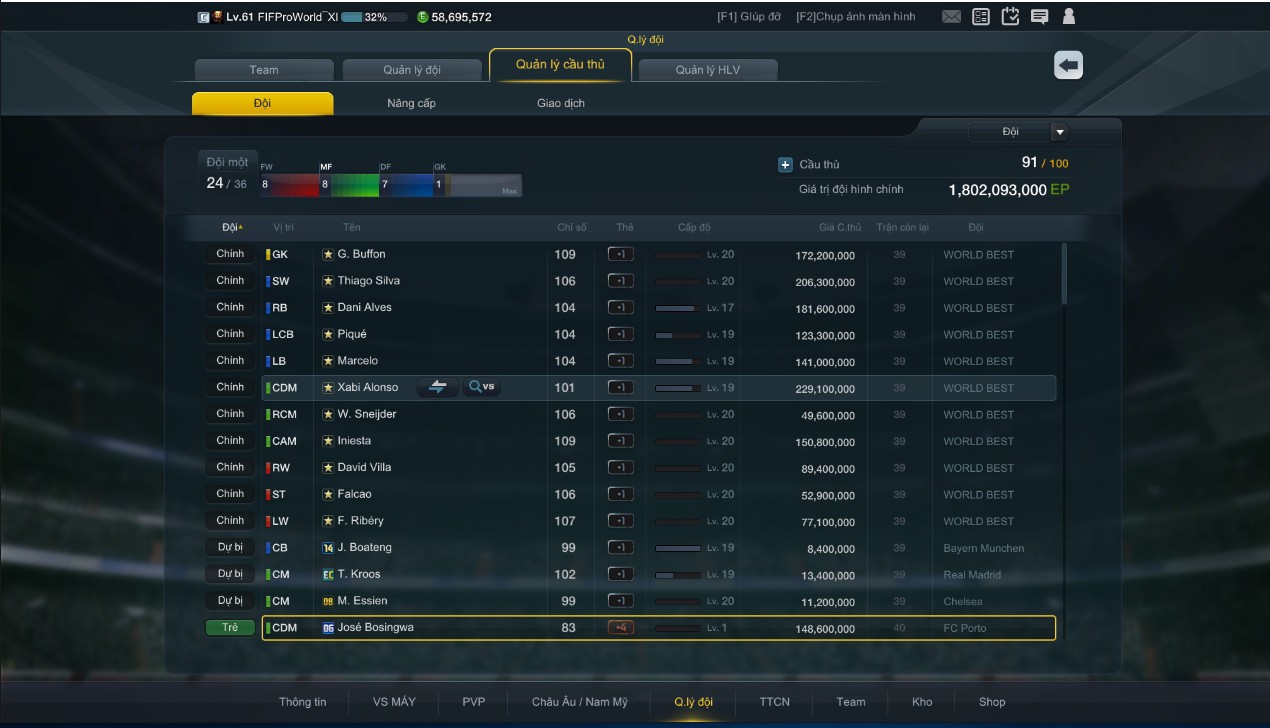 Lv.61 FIFProWorld¯XI 32% E 58,695,572 [F1] Giúp đỡ [F2]Chụp ảnh màn hình
Q.lý đội
Team Quản lý đội Quản lý cầu thủ Quản lý HLV
Đội Nâng cấp Giao dịch
Đội
Đội một FW MF DF GK Cầu thủ 91 / 100
24 / 36 8 8 7 1 Max Giá trị đội hình chính 1,802,093,000 EP
Đội Vị trí Tên Chỉ số Thẻ Cấp độ Giá C.thủ Trận còn lại Đội
Chính GK G. Buffon 109 +1 Lv. 20 172,200,000 39 WORLD BEST
Chính SW Thiago Silva 106 +1 Lv. 20 206,300,000 39 WORLD BEST
Chính RB Dani Alves 104 +1 Lv. 17 181,600,000 39 WORLD BEST
Chính LCB Piqué 104 +1 Lv. 19 123,300,000 39 WORLD BEST
Chính LB Marcelo 104 +1 Lv. 19 141,000,000 39 WORLD BEST
Chính CDM Xabi Alonso VS 101 +1 Lv. 19 229,100,000 39 WORLD BEST
Chính RCM W. Sneijder 106 +1 Lv. 20 49,600,000 39 WORLD BEST
Chính CAM Iniesta 109 +1 Lv. 20 150,800,000 39 WORLD BEST
Chính RW David Villa 105 +1 Lv. 20 89,400,000 39 WORLD BEST
Chính ST Falcao 106 +1 Lv. 20 52,900,000 39 WORLD BEST
Chính LW F. Ribéry 107 +1 Lv. 20 77,100,000 39 WORLD BEST
Dự bị CB 14 J. Boateng 99 +1 Lv. 19 8,400,000 39 Bayern Munchen
Dự bị CM EC T. Kroos 102 +1 Lv. 19 13,400,000 39 Real Madrid
Dự bị CM 08 M. Essien 99 +1 Lv. 20 11,200,000 39 Chelsea
Trẻ CDM 06 José Bosingwa 83 +4 Lv. 1 148,600,000 40 FC Porto
Thông tin VS MÁY PVP Châu Âu / Nam Mỹ Q.lý đội TTCN Team Kho Shop